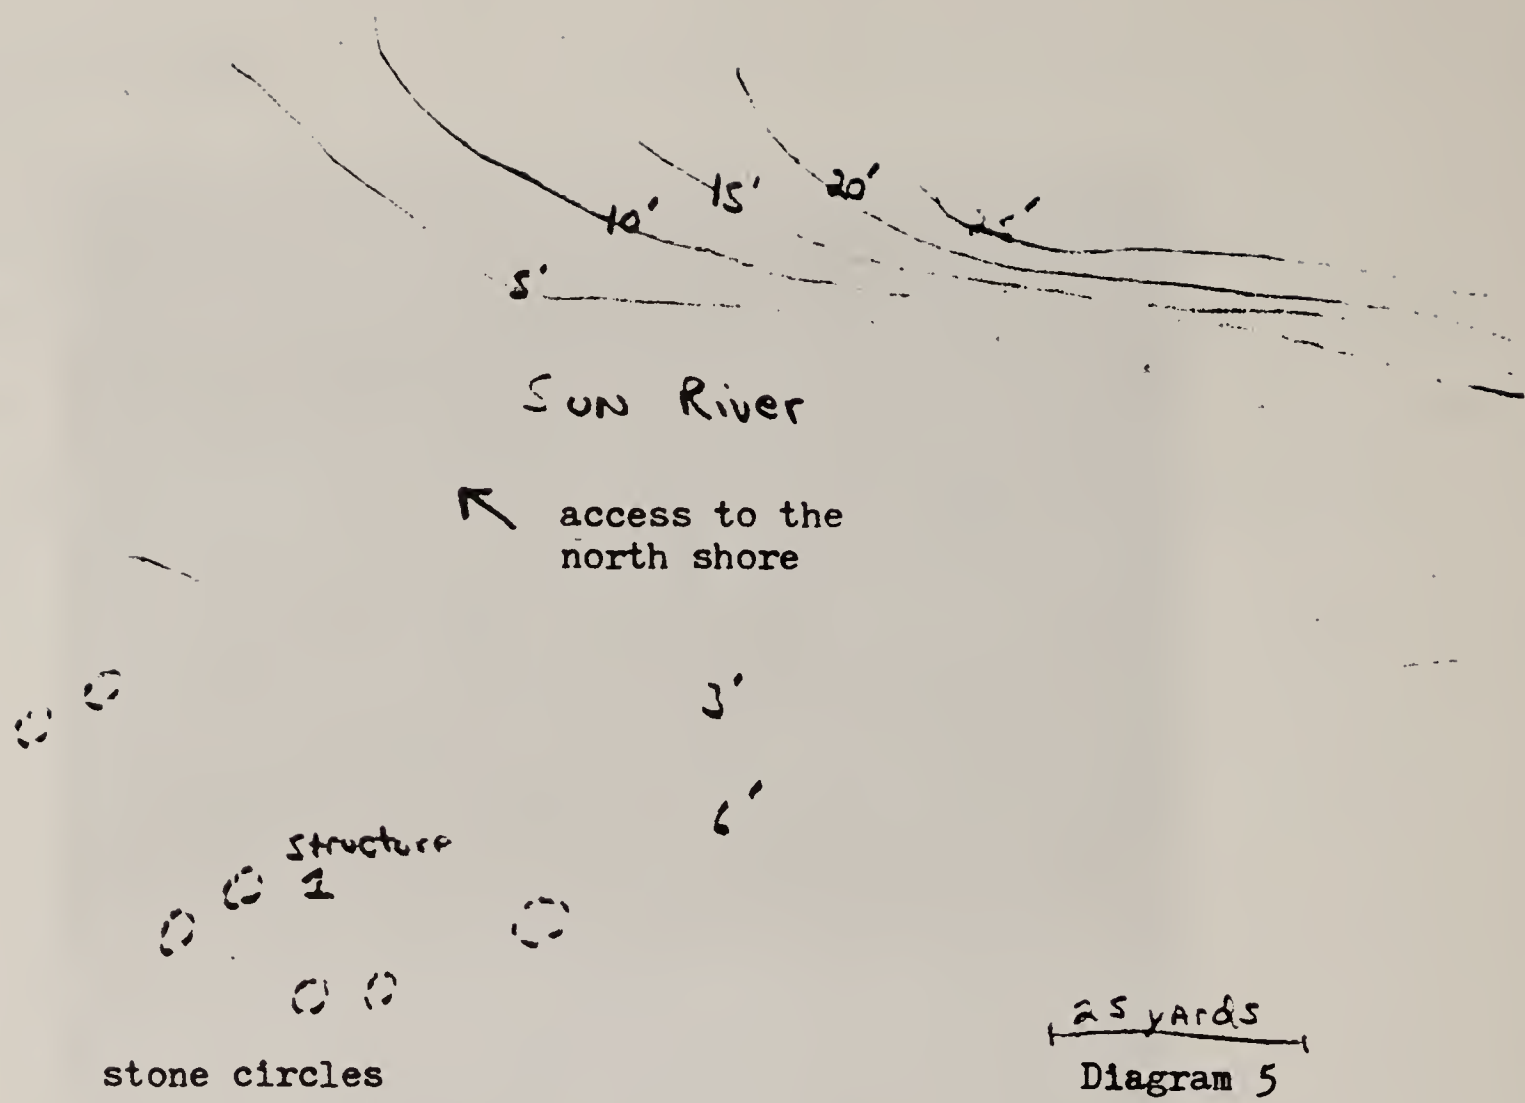 20'
15'
10'
5'
Sun River
access to the
north shore
3'
6'
structure
1
25 yards
stone circles
Diagram 5